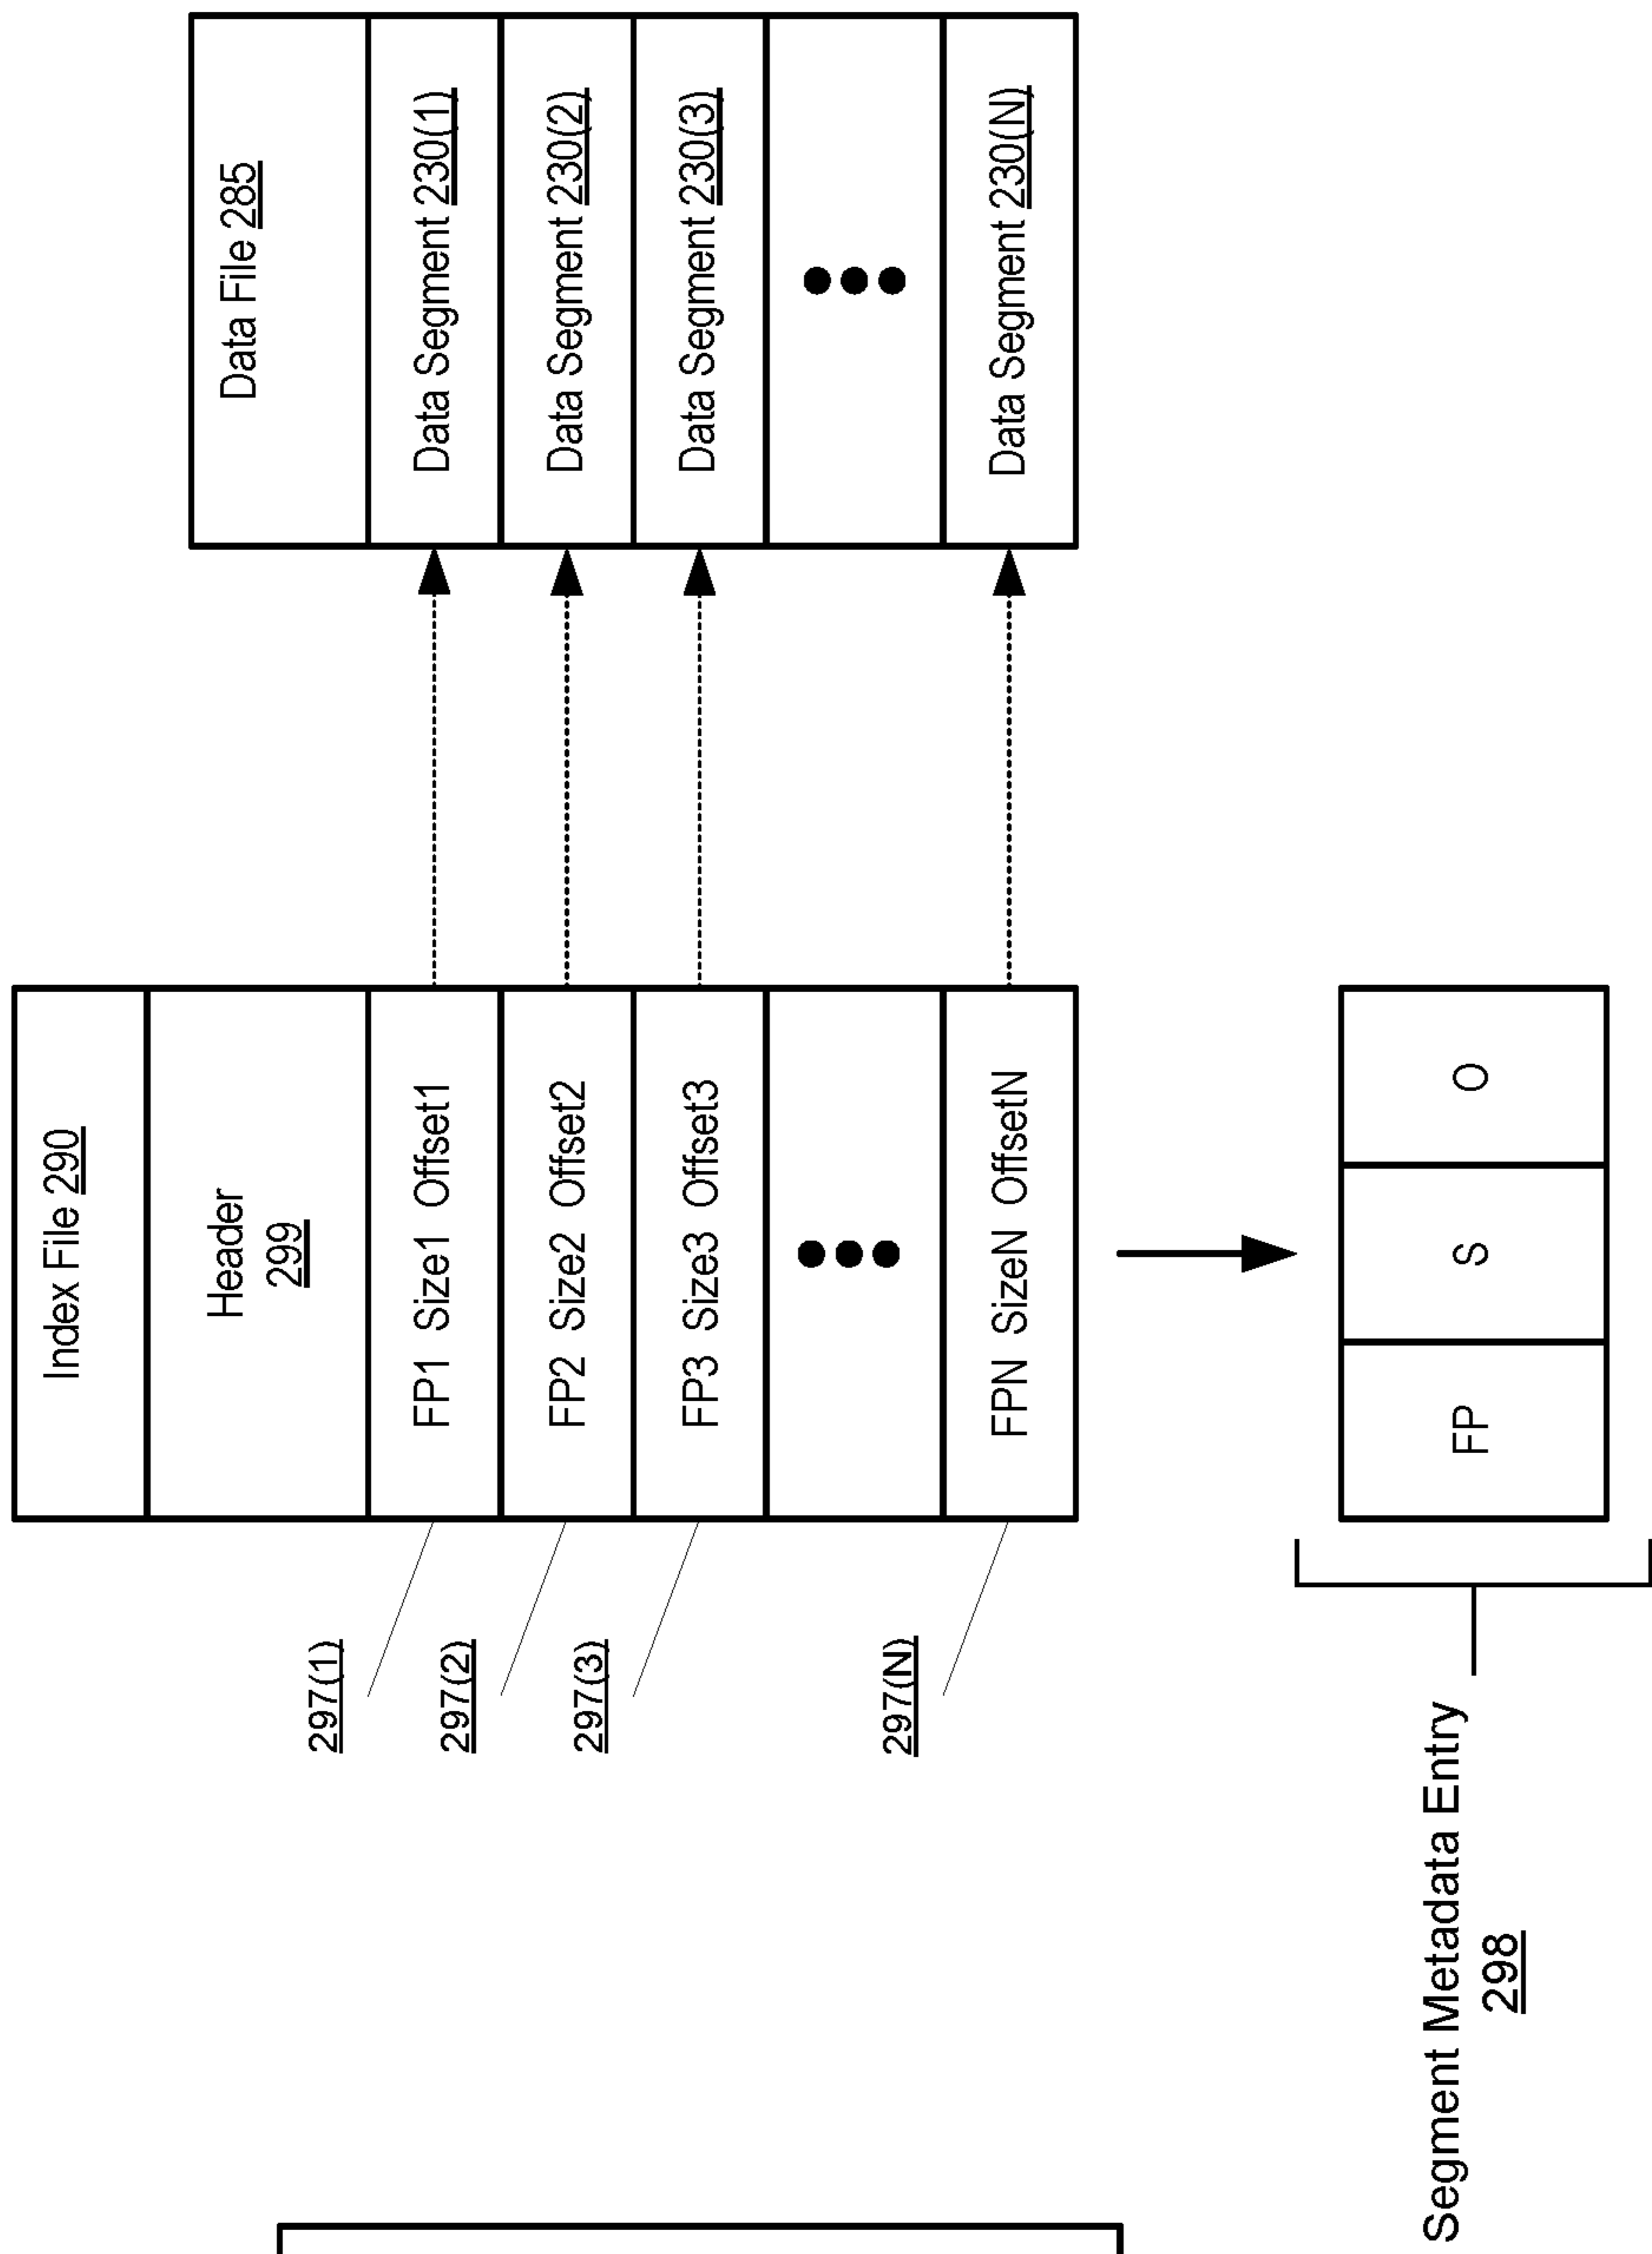 Index File 290
Header
299
297(1)
FP1 Size1 Offset1
297(2)
FP2 Size2 Offset2
297(3)
FP3 Size3 Offset3
297(N)
FPN SizeN OffsetN
Data File 285
Data Segment 230(1)
Data Segment 230(2)
Data Segment 230(3)
Data Segment 230(N)
Segment Metadata Entry
298
FP S O